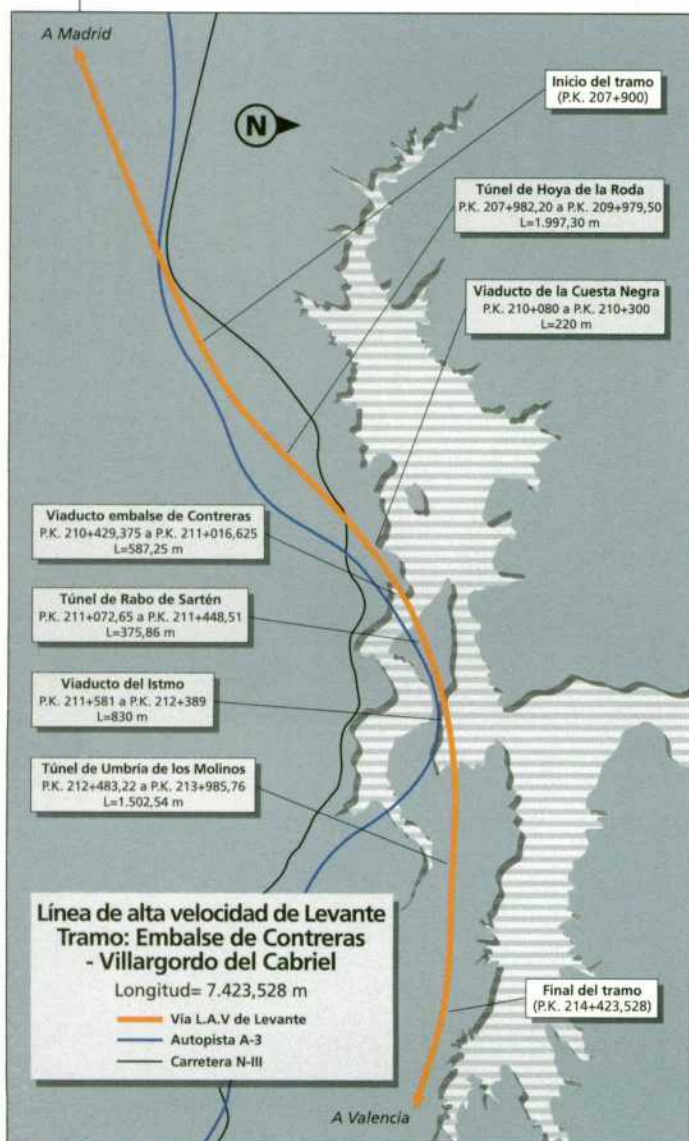 A Madrid
N
Inicio del tramo
(P.K. 207+900)
Túnel de Hoya de la Roda
P.K. 207+982,20 a P.K. 209+979,50
L=1.997,30 m
Viaducto de la Cuesta Negra
P.K. 210+080 a P.K. 210+300
L=220 m
Viaducto embalse de Contreras
P.K. 210+429,375 a P.K. 211+016,625
L=587,25 m
Túnel de Rabo de Sartén
P.K. 211+072,65 a P.K. 211+448,51
L=375,86 m
Viaducto del Istmo
P.K. 211+581 a P.K. 212+389
L=830 m
Túnel de Umbría de los Molinos
P.K. 212+483,22 a P.K. 213+985,76
L=1.502,54 m
Línea de alta velocidad de Levante
Tramo: Embalse de Contreras
- Villargordo del Cabriel
Longitud= 7.423,528 m
Vía L.A.V de Levante
Autopista A-3
Carretera N-III
Final del tramo
(P.K. 214+423,528)
A Valencia